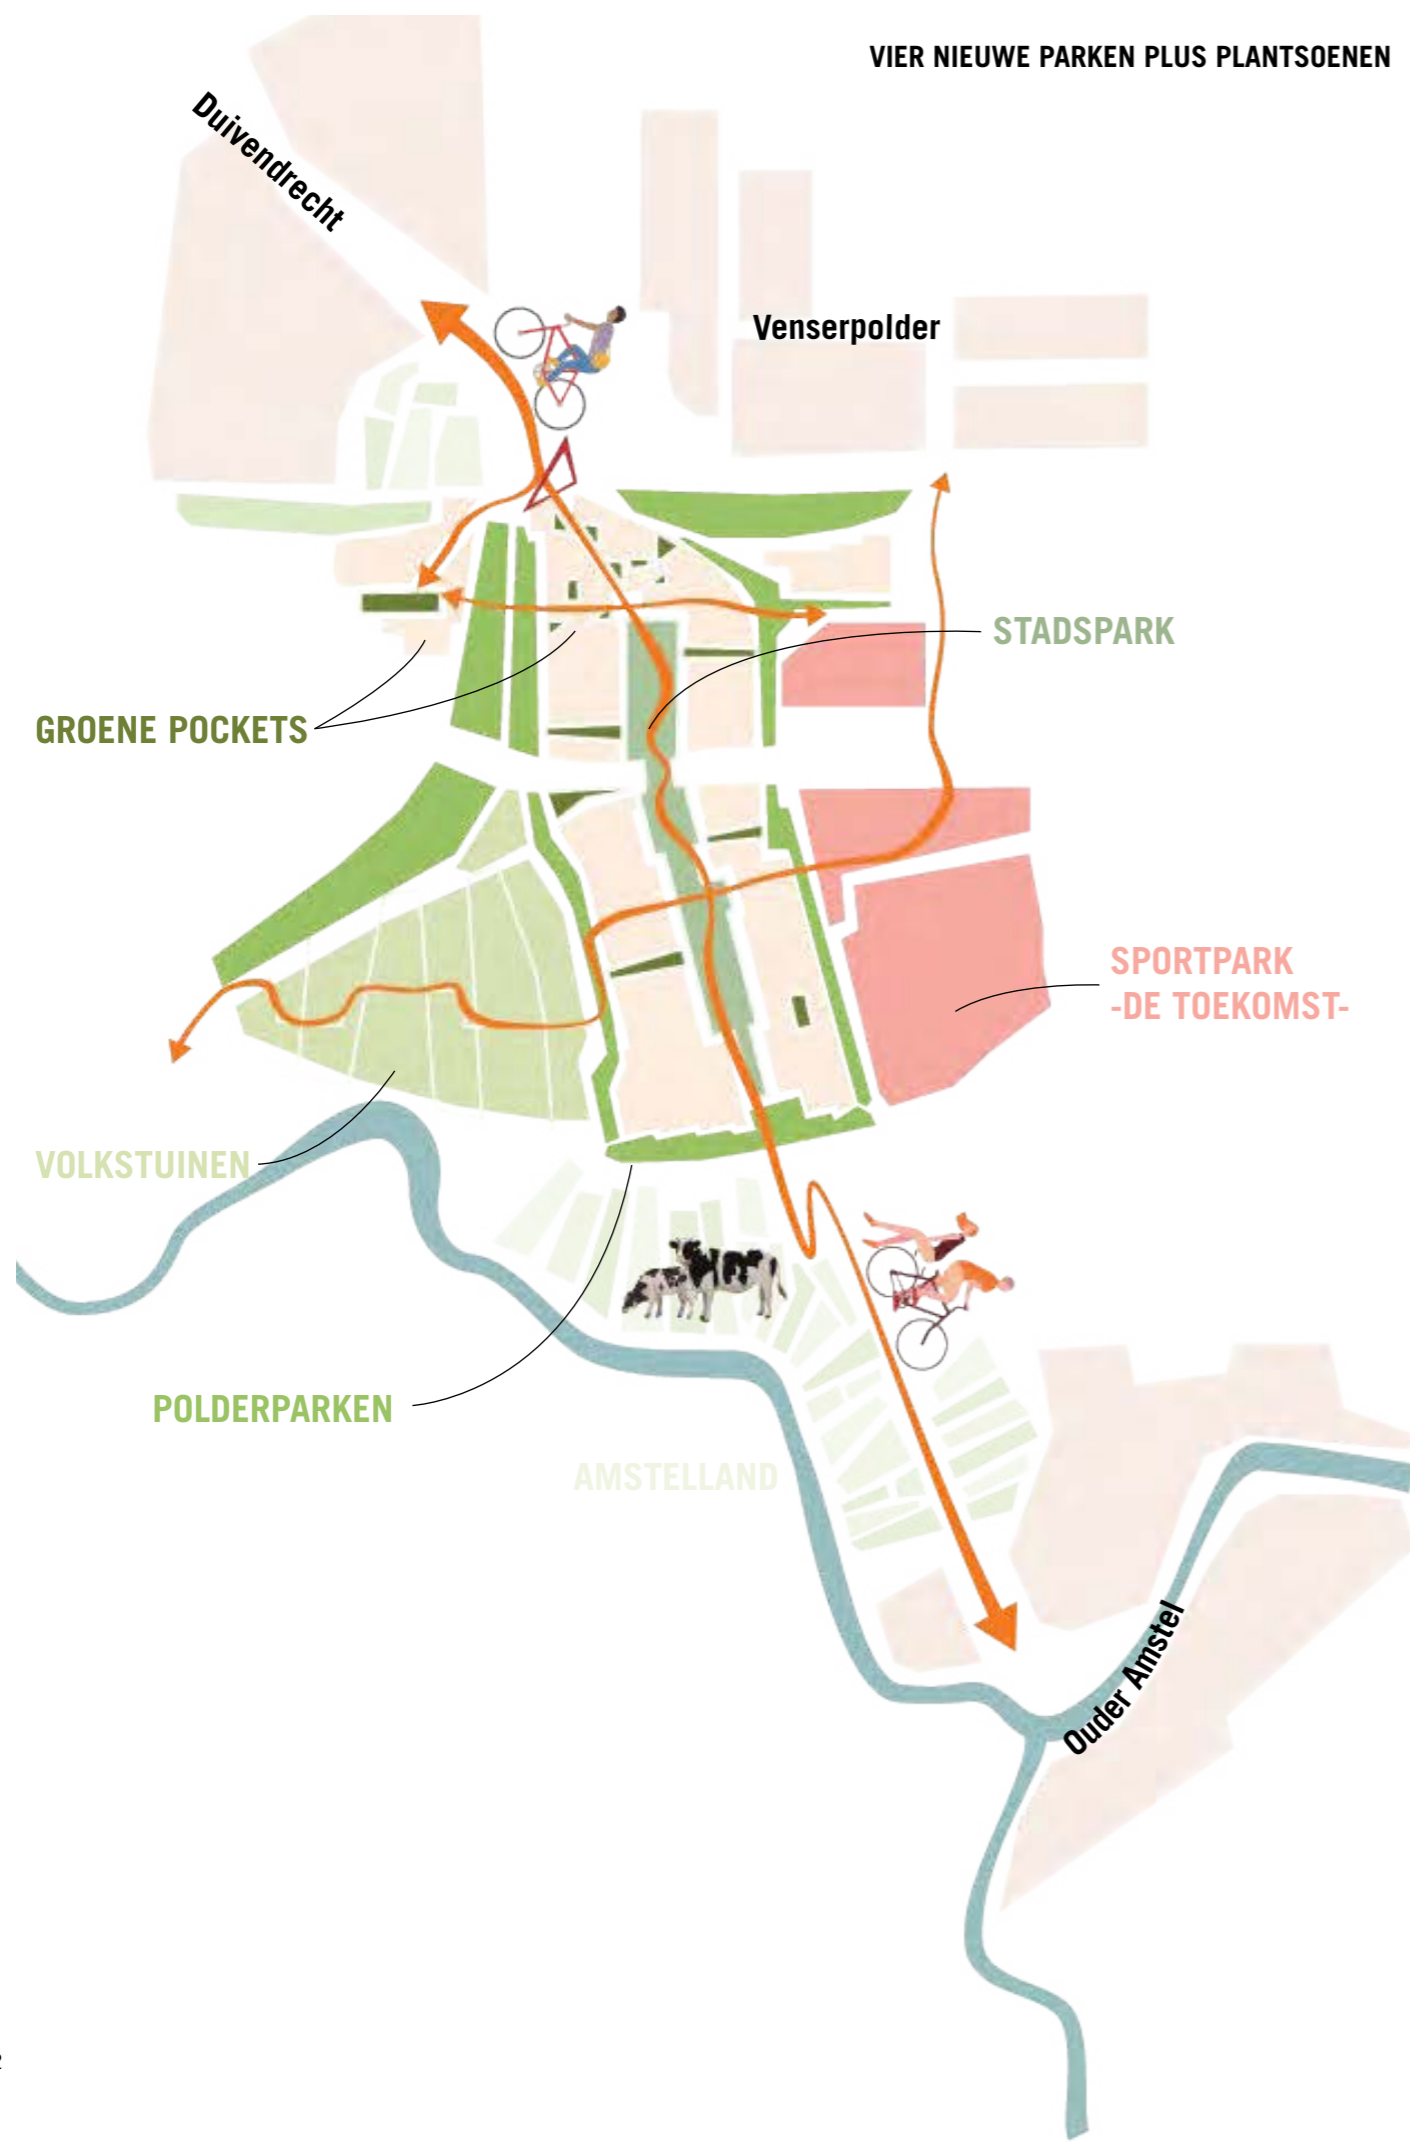 VIER NIEUWE PARKEN PLUS PLANTSOENEN
Duivendrecht
Venserpolder
STADSPARK
GROENE POCKETS
SPORTPARK
-DE TOEKOMST-
VOLKSTUINEN
POLDERPARKEN
AMSTELLAND
Ouder Amstel